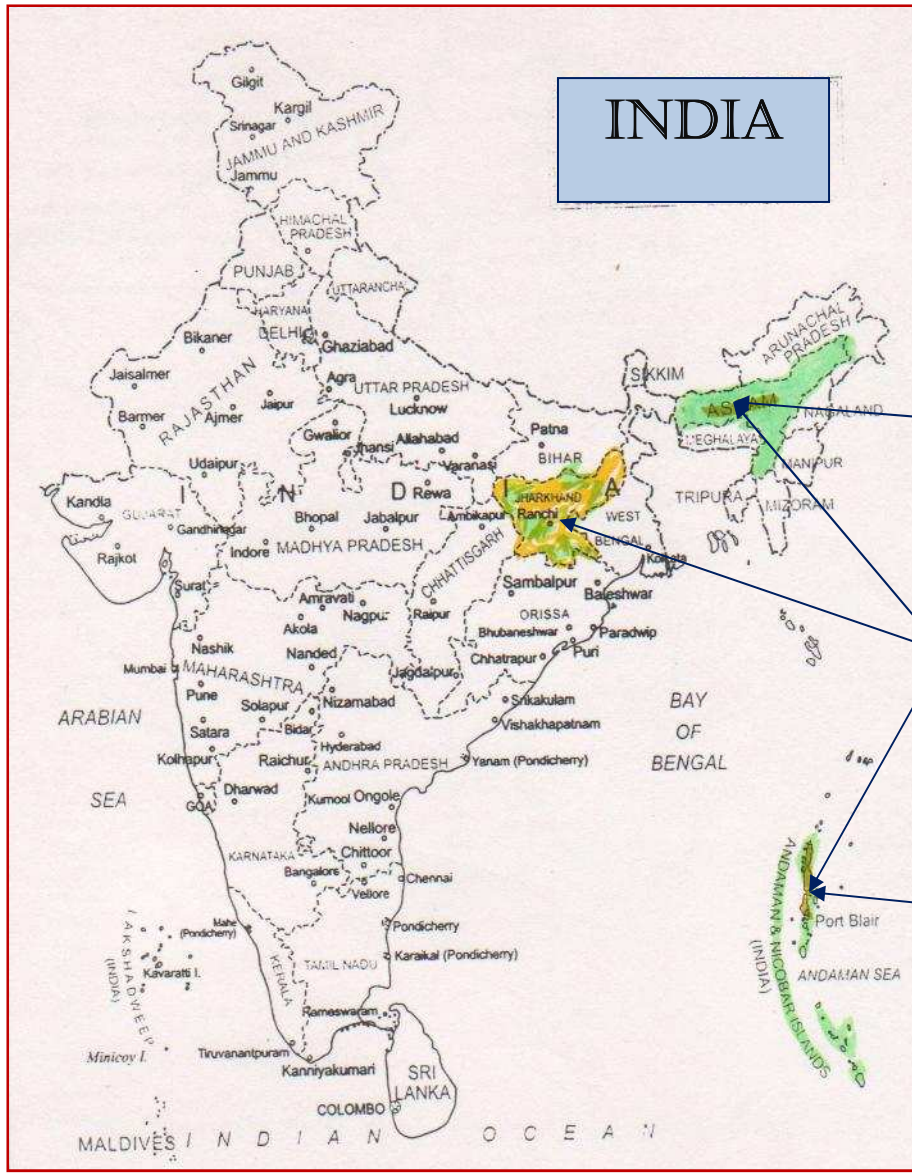 INDIA
Gilgit
Kargil
Srinagar
JAMMU AND KASHMIR
Jammu
HIMACHAL
PRADESH
PUNJAB
UTTARANCHAL
HARYANA
DELHI
Bikaner
Ghaziabad
ARUNACHAL
PRADESH
Jaisalmer
RAJASTHAN
Agra
UTTAR PRADESH
SIKKIM
ASSAM
NAGALAND
Barmer
Ajmer
Jaipur
Lucknow
Gwalior
Jhansi
Allahabad
Patna
MEGHALAYA
Udaipur
Varanasi
BIHAR
MANIPUR
Kandla
I N D I A
Rewa
JHARKHAND
TRIPURA
MIZORAM
GUJARAT
Gandhinagar
Bhopal
Jabalpur
Ambikapur
Ranchi
WEST
BENGAL
Rajkot
Indore
MADHYA PRADESH
CHHATTISGARH
Kolkata
Surat
Amravati
Nagpur
Raipur
Sambalpur
Baleshwar
Akola
ORISSA
Nashik
Bhubaneshwar
Paradwip
Puri
Mumbai
MAHARASHTRA
Nanded
Jagdalpur
Chhatrapur
Pune
Solapur
Nizamabad
Srikakulam
ARABIAN
SEA
BAY
OF
BENGAL
Satara
Bidar
Hyderabad
Vishakhapatnam
Kolhapur
Raichur
ANDHRA PRADESH
Yanam (Pondicherry)
GOA
Dharwad
Kurnool
Ongole
Nellore
KARNATAKA
Chittoor
Bangalore
Vellore
Chennai
ANDAMAN & NICOBAR ISLANDS
(INDIA)
Port Blair
Mahe
(Pondicherry)
Pondicherry
LAKSHADWEEP
(INDIA)
Kavaratti I.
KERALA
TAMIL NADU
Karaikal (Pondicherry)
ANDAMAN SEA
Rameswaram
Minicoy I.
Tiruvanantpuram
Kanniyakumari
SRI
LANKA
COLOMBO
MALDIVES
INDIAN OCEAN